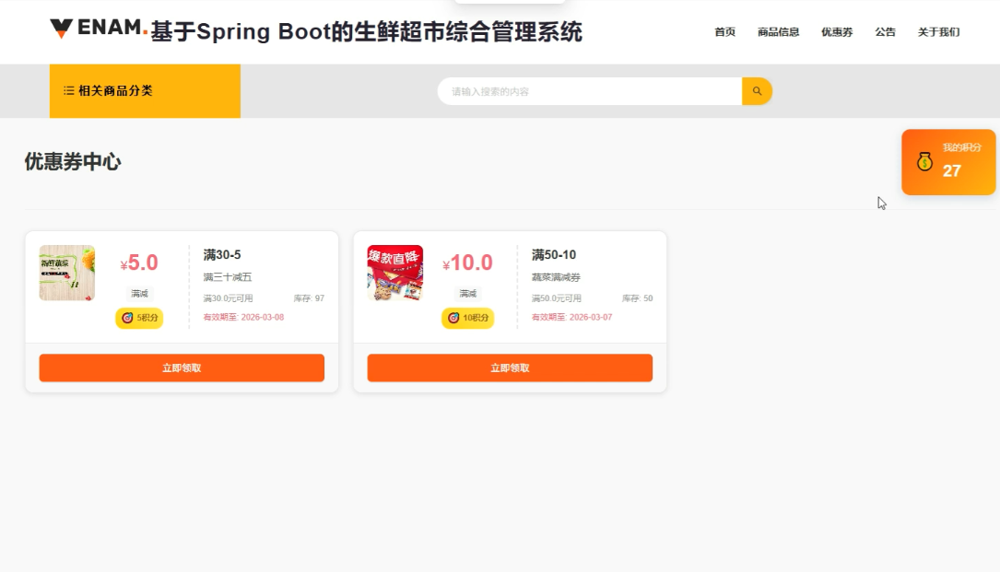 VENAM.基于Spring Boot的生鲜超市综合管理系统
首页 商品信息 优惠券 公告 关于我们
相关商品分类
请输入搜索的内容
优惠券中心
我的积分
27
新鲜蔬菜
¥5.0
满减
5积分
满30-5
满三十减五
满30.0元可用 库存: 97
有效期至: 2026-03-08
立即领取
爆款直降
¥10.0
满减
10积分
满50-10
蔬菜满减券
满50.0元可用 库存: 50
有效期至: 2026-03-07
立即领取